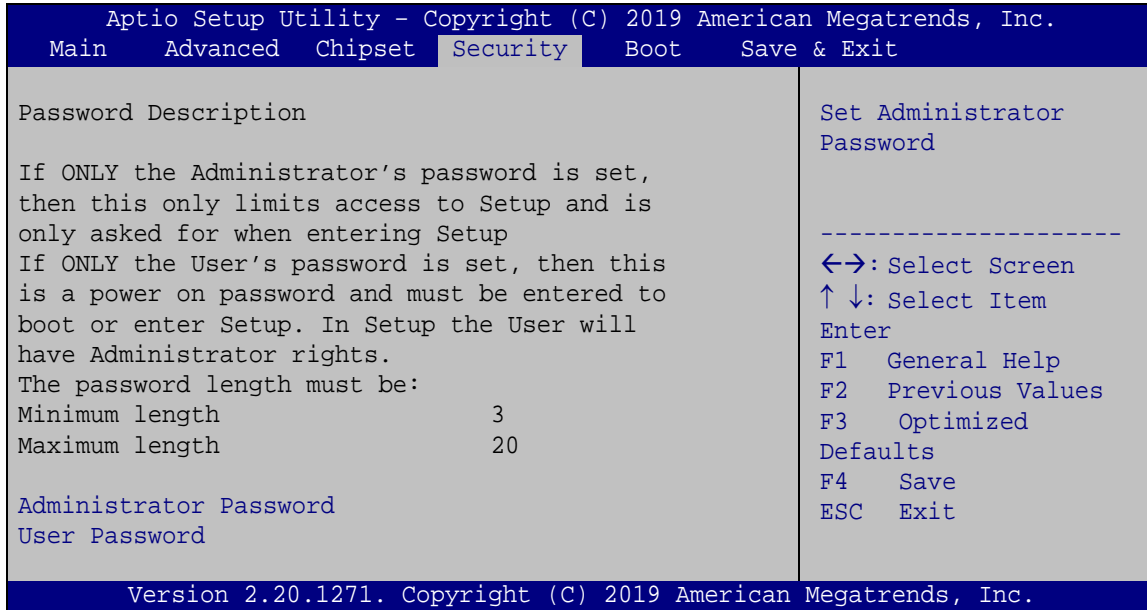 Aptio Setup Utility – Copyright (C) 2019 American Megatrends, Inc.
Main Advanced Chipset Security Boot Save & Exit
Password Description
If ONLY the Administrator's password is set,
then this only limits access to Setup and is
only asked for when entering Setup
If ONLY the User's password is set, then this
is a power on password and must be entered to
boot or enter Setup. In Setup the User will
have Administrator rights.
The password length must be:
Minimum length 3
Maximum length 20
Administrator Password
User Password
Set Administrator
Password
---------------------
←→: Select Screen
↑ ↓: Select Item
Enter
F1 General Help
F2 Previous Values
F3 Optimized
Defaults
F4 Save
ESC Exit
Version 2.20.1271. Copyright (C) 2019 American Megatrends, Inc.